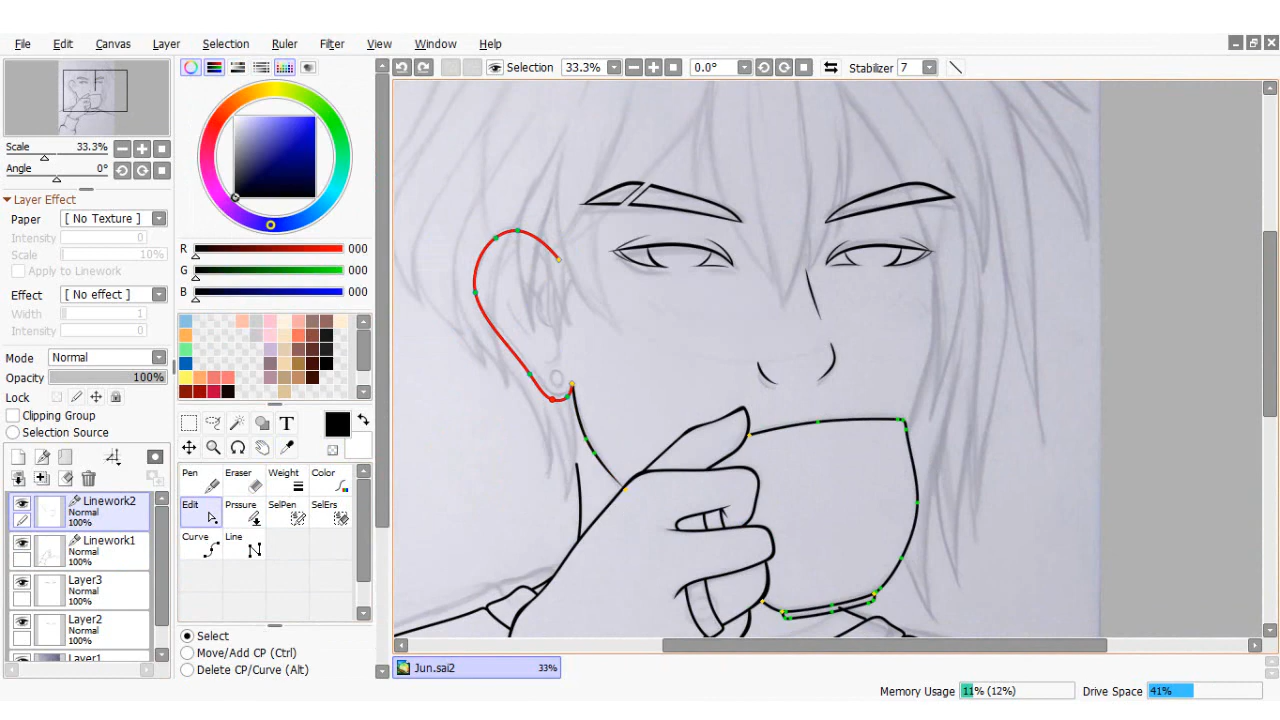 File Edit Canvas Layer Selection Ruler Filter View Window Help
Selection 33.3% 0.0° Stabilizer 7
Scale 33.3%
Angle 0°
Layer Effect
Paper [ No Texture ]
Intensity 0
Scale 10%
Apply to Linework
Effect [ No effect ]
Width 1
Intensity 0
Mode Normal
Opacity 100%
Lock
Clipping Group
Selection Source
Linework2
Normal
100%
Linework1
Normal
100%
Layer3
Normal
100%
Layer2
Normal
100%
Layer1
R 000
G 000
B 000
T
Pen Eraser Weight Color
Edit Prssure SelPen SelErs
Curve Line
Select
Move/Add CP (Ctrl)
Delete CP/Curve (Alt)
Jun.sai2 33%
Memory Usage 11% (12%) Drive Space 41%